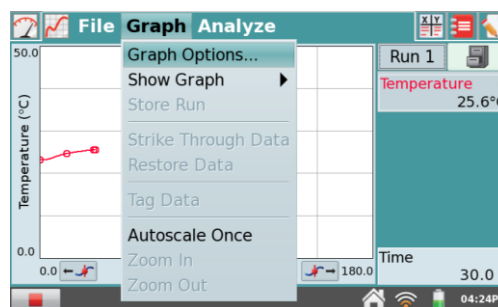 File Graph Analyze
X Y
50.0
Temperature (°C)
0.0
0.0
180.0
Graph Options...
Show Graph
Store Run
Strike Through Data
Restore Data
Tag Data
Autoscale Once
Zoom In
Zoom Out
Run 1
Temperature
25.6°
Time
30.0
04:24P